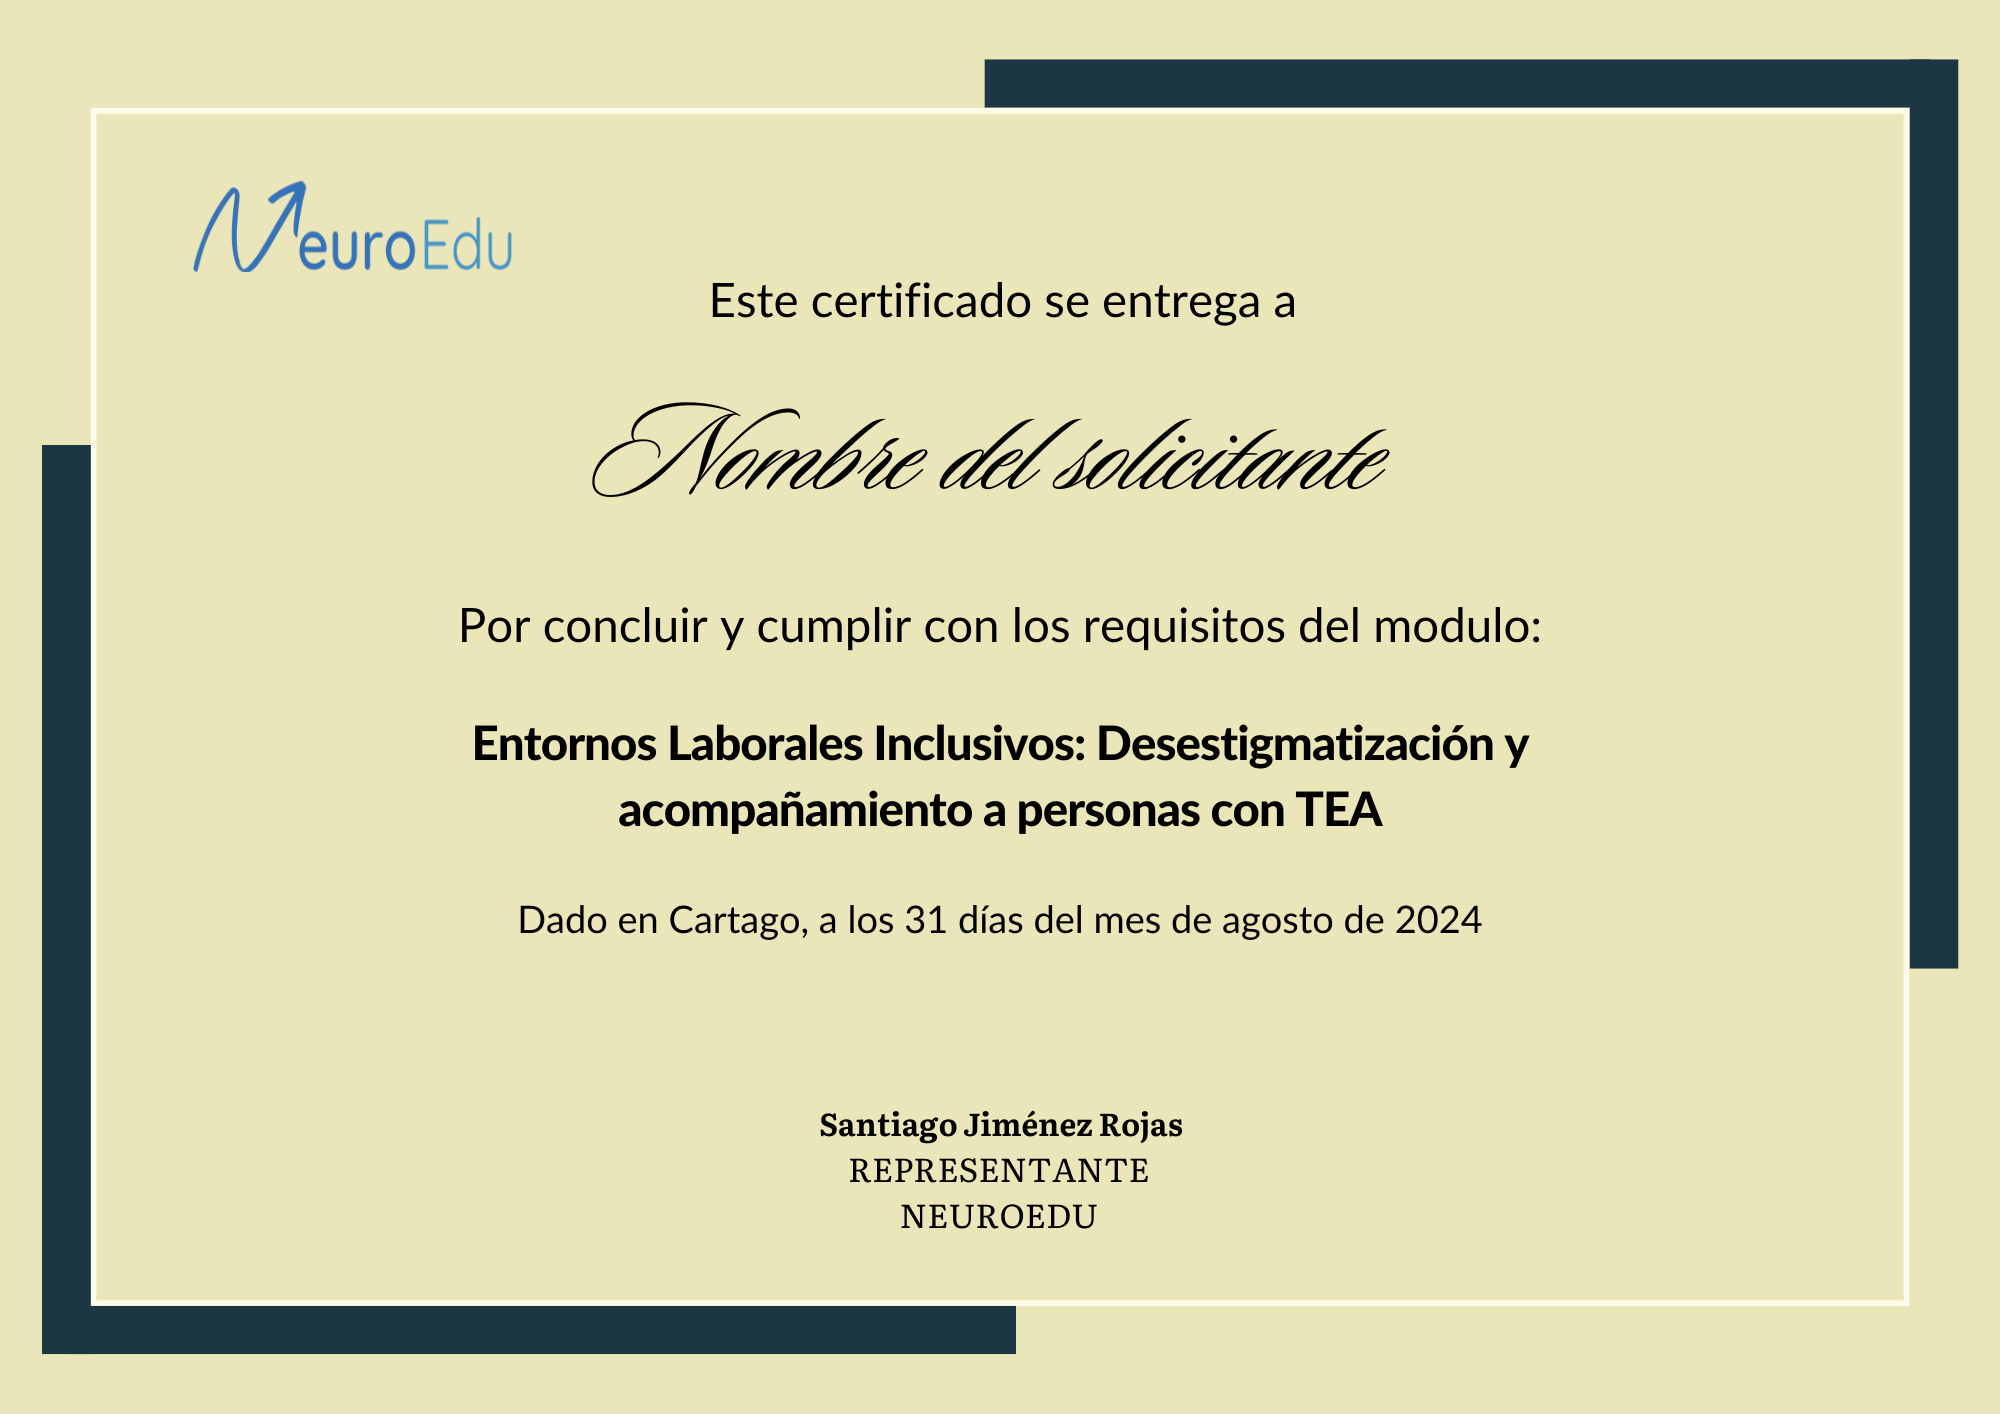 NeuroEdu
Este certificado se entrega a
Nombre del solicitante
Por concluir y cumplir con los requisitos del modulo:
Entornos Laborales Inclusivos: Desestigmatización y
acompañamiento a personas con TEA
Dado en Cartago, a los 31 días del mes de agosto de 2024
Santiago Jiménez Rojas
REPRESENTANTE
NEUROEDU